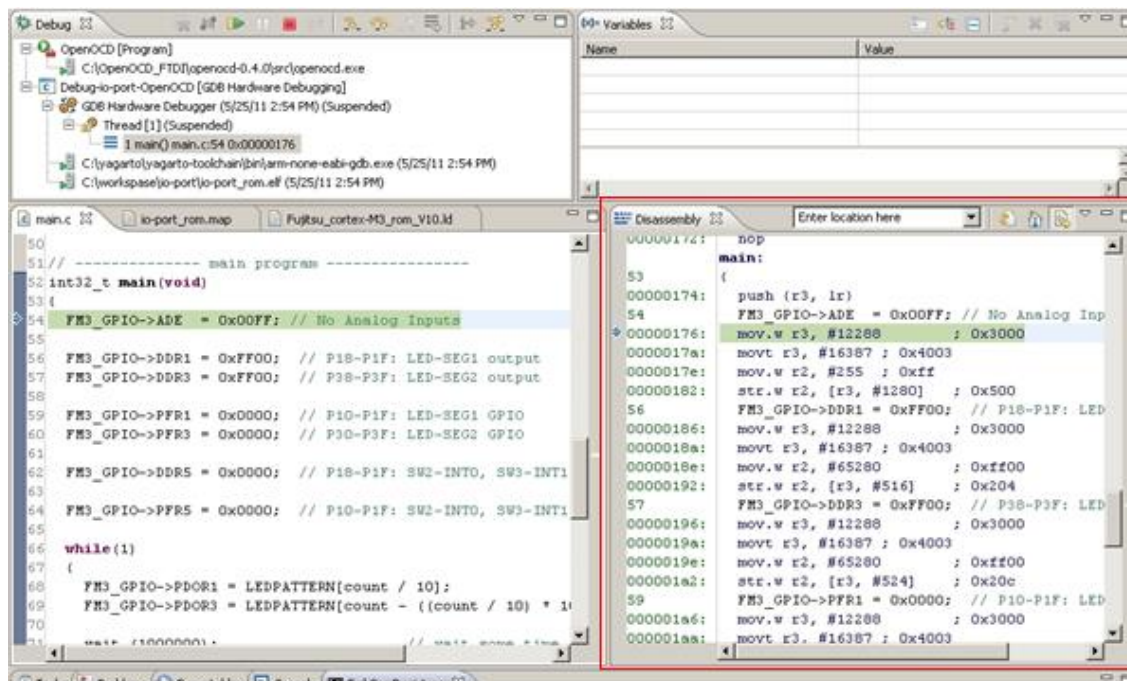 Debug
OpenOCD [Program]
C:\OpenOCD_FTDI\openocd-0.4.0\src\openocd.exe
Debug-io-port-OpenOCD [GDB Hardware Debugging]
GDB Hardware Debugger (5/25/11 2:54 PM) (Suspended)
Thread [1] (Suspended)
1 main() main.c:54 0x00000176
C:\yagarto\yagarto-toolchain\bin\arm-none-eabi-gdb.exe (5/25/11 2:54 PM)
C:\workspase\io-port\io-port_rom.elf (5/25/11 2:54 PM)
(x)= Variables
Name Value
main.c io-port_rom.map Fujitsu_cortex-M3_rom_V10.ld
50
51 // -------------- main program ----------------
52 int32_t main(void)
53 {
54 FM3_GPIO->ADE = 0x00FF; // No Analog Inputs
55
56 FM3_GPIO->DDR1 = 0xFF00; // P18-P1F: LED-SEG1 output
57 FM3_GPIO->DDR3 = 0xFF00; // P38-P3F: LED-SEG2 output
58
59 FM3_GPIO->PFR1 = 0x0000; // P10-P1F: LED-SEG1 GPIO
60 FM3_GPIO->PFR3 = 0x0000; // P30-P3F: LED-SEG2 GPIO
61
62 FM3_GPIO->DDR5 = 0x0000; // P18-P1F: SW2-INT0, SW3-INT1
63
64 FM3_GPIO->PFR5 = 0x0000; // P10-P1F: SW2-INT0, SW3-INT1
65
66 while(1)
67 {
68 FM3_GPIO->PDOR1 = LEDPATTERN[count / 10];
69 FM3_GPIO->PDOR3 = LEDPATTERN[count - ((count / 10) * 1
70
71 wait (1000000); // wait some time
Disassembly Enter location here
00000172: nop
main:
53 {
00000174: push {r3, lr}
54 FM3_GPIO->ADE = 0x00FF; // No Analog Inp
00000176: mov.w r3, #12288 ; 0x3000
0000017a: movt r3, #16387 ; 0x4003
0000017e: mov.w r2, #255 ; 0xff
00000182: str.w r2, [r3, #1280] ; 0x500
56 FM3_GPIO->DDR1 = 0xFF00; // P18-P1F: LED
00000186: mov.w r3, #12288 ; 0x3000
0000018a: movt r3, #16387 ; 0x4003
0000018e: mov.w r2, #65280 ; 0xff00
00000192: str.w r2, [r3, #516] ; 0x204
57 FM3_GPIO->DDR3 = 0xFF00; // P38-P3F: LED
00000196: mov.w r3, #12288 ; 0x3000
0000019a: movt r3, #16387 ; 0x4003
0000019e: mov.w r2, #65280 ; 0xff00
000001a2: str.w r2, [r3, #524] ; 0x20c
59 FM3_GPIO->PFR1 = 0x0000; // P10-P1F: LED
000001a6: mov.w r3, #12288 ; 0x3000
000001aa: movt r3, #16387 ; 0x4003